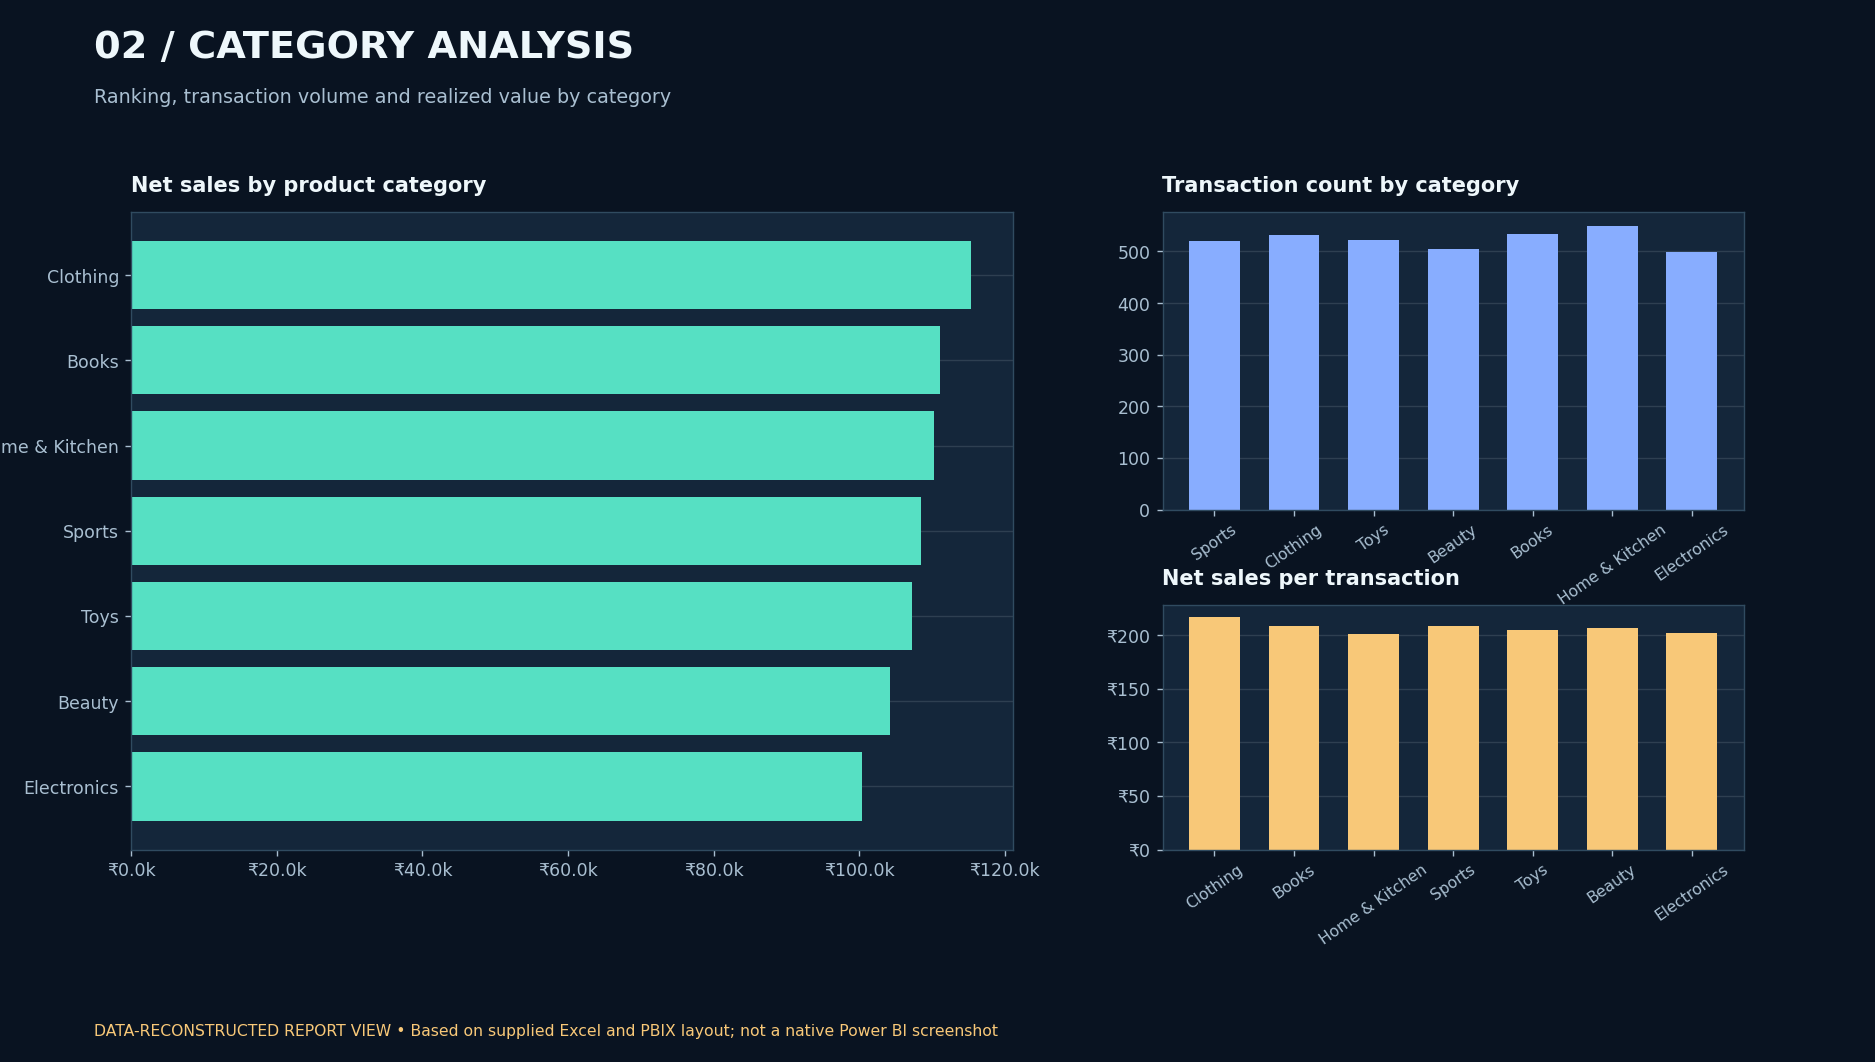 02 / CATEGORY ANALYSIS
Ranking, transaction volume and realized value by category
Net sales by product category
Clothing
Books
me & Kitchen
Sports
Toys
Beauty
Electronics
₹0.0k ₹20.0k ₹40.0k ₹60.0k ₹80.0k ₹100.0k ₹120.0k
Transaction count by category
500
400
300
200
100
0
Sports Clothing Toys Beauty Books Home & Kitchen Electronics
Net sales per transaction
₹200
₹150
₹100
₹50
₹0
Clothing Books Home & Kitchen Sports Toys Beauty Electronics
DATA-RECONSTRUCTED REPORT VIEW • Based on supplied Excel and PBIX layout; not a native Power BI screenshot